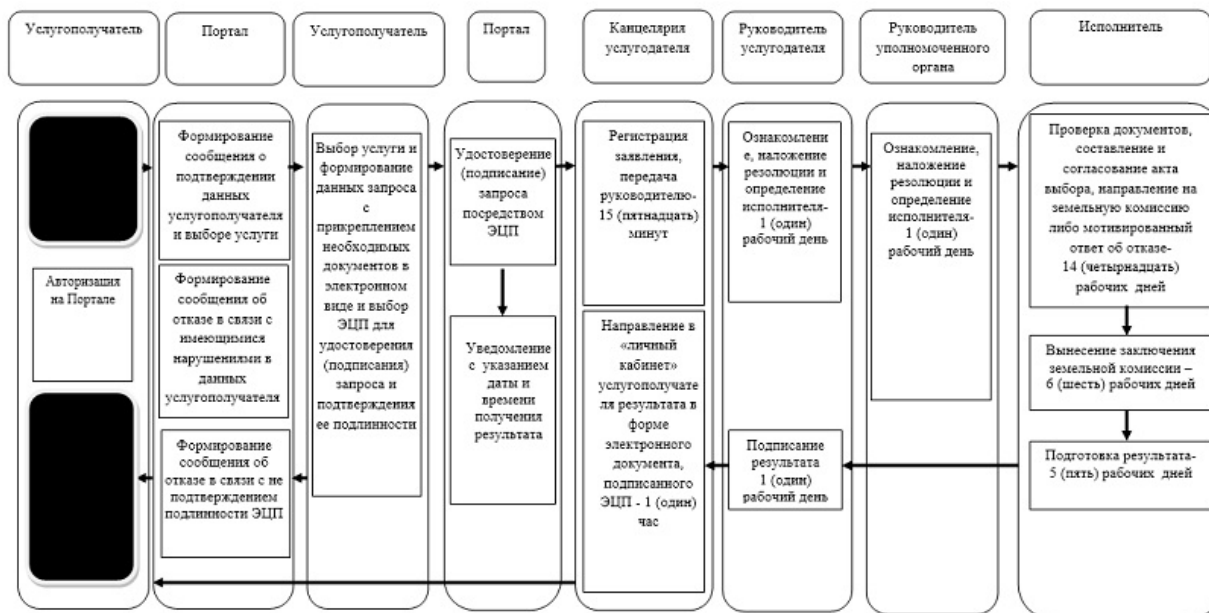 Услугополучатель
Портал
Услугополучатель
Портал
Канцелярия
услугодателя
Руководитель
услугодателя
Руководитель
уполномоченного
органа
Исполнитель
Авторизация
на Портале
Формирование
сообщения о
подтверждении
данных
услугополучателя
и выборе услуги
Формирование
сообщения об
отказе в связи с
имеющимися
нарушениями в
данных
услугополучателя
Формирование
сообщения об
отказе в связи с не
подтверждением
подлинности ЭЦП
Выбор услуги и
формирование
данных запроса
с
прикреплением
необходимых
документов в
электронном
виде и выбор
ЭЦП для
удостоверения
(подписания)
запроса и
подтверждения
ее подлинности
Удостоверение
(подписание)
запроса
посредством
ЭЦП
Уведомление
с указанием
даты и
времени
получения
результата
Регистрация
заявления,
передача
руководителю-
15 (пятнадцать)
минут
Направление в
«личный
кабинет»
услугополучате
ля результата в
форме
электронного
документа,
подписанного
ЭЦП - 1 (один)
час
Ознакомлени
е, наложение
резолюции и
определение
исполнителя-
1 (один)
рабочий день
Подписание
результата
1 (один)
рабочий день
Ознакомление,
наложение
резолюции и
определение
исполнителя-
1 (один)
рабочий день
Проверка документов,
составление и
согласование акта
выбора, направление на
земельную комиссию
либо мотивированный
ответ об отказе-
14 (четырнадцать)
рабочих дней
Вынесение заключения
земельной комиссии –
6 (шесть) рабочих дней
Подготовка результата-
5 (пять) рабочих дней